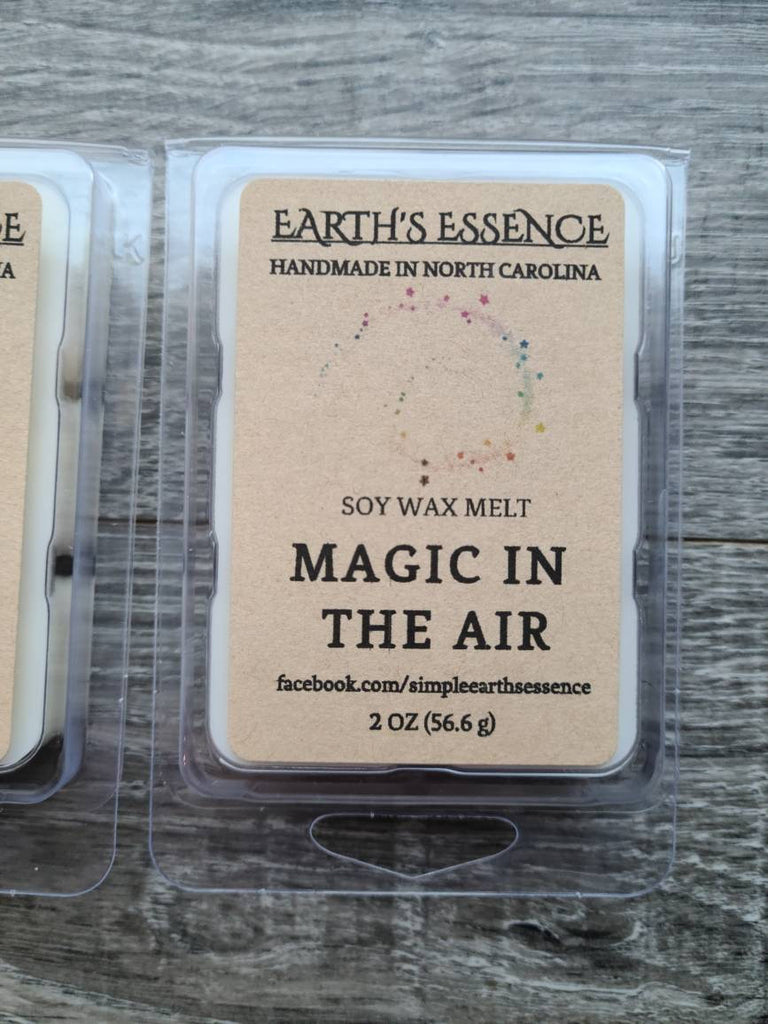 EARTH'S ESSENCE
HANDMADE IN NORTH CAROLINA
SOY WAX MELT
MAGIC IN
THE AIR
facebook.com/simpleearthsessence
2 OZ (56.6 g)